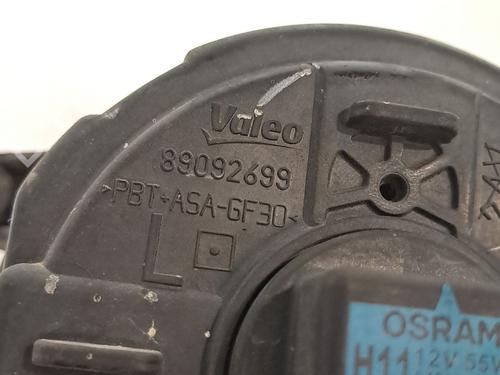 Valeo
89092699
>PBT+ASA-GF30<
L
OSRAM
H11 12V 55W